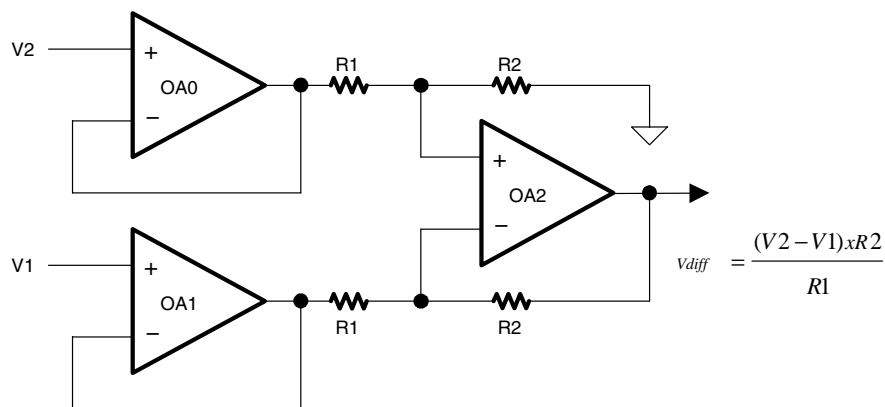 V2
+
OA0
−
R1
R2
+
OA2
−
V1
+
OA1
−
R1
R2
Vdiff = (V2−V1)xR2
R1